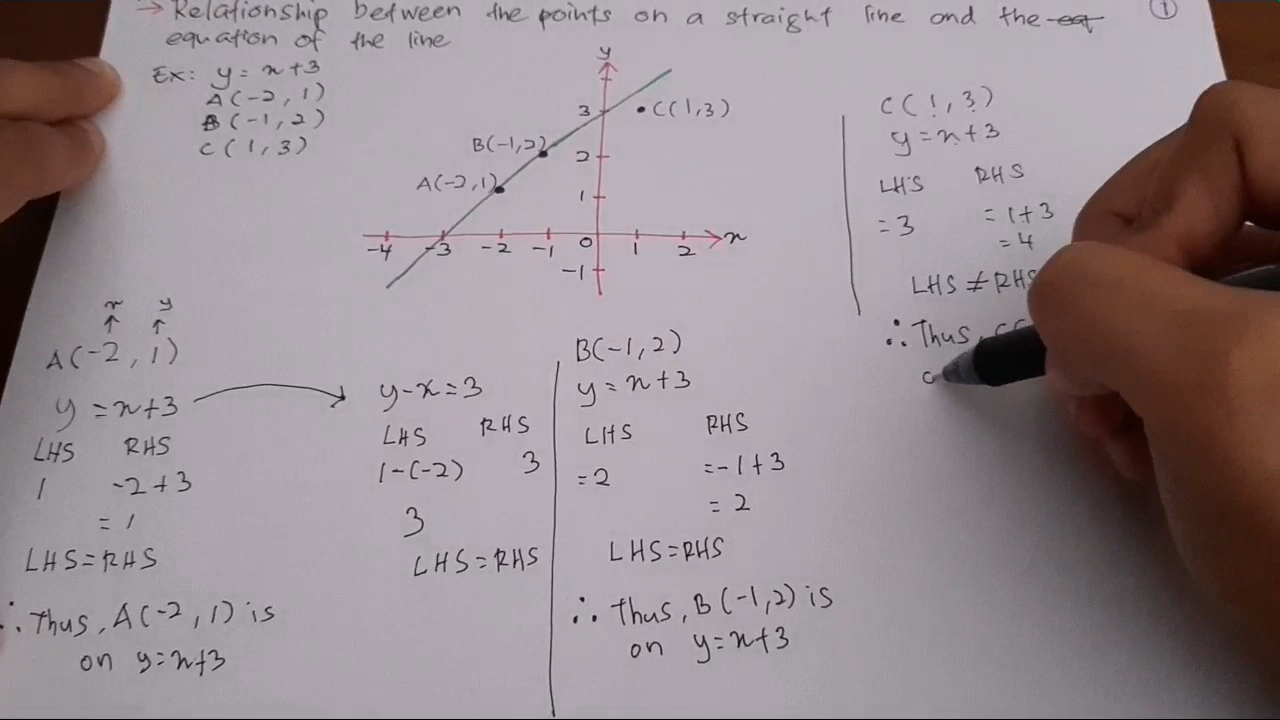 → Relationship between the points on a straight line and the eq
equation of the line
①
Ex: y = x+3
A(-2, 1)
B(-1, 2)
C(1, 3)
y
3
2
1
0
-1
-4 -3 -2 -1 1 2 x
A(-2,1)
B(-1,2)
C(1,3)
x y
↑ ↑
A(-2, 1)
y = x+3
LHS RHS
1 -2+3
= 1
LHS = RHS
∴ Thus, A(-2, 1) is
on y=x+3
y-x=3
LHS RHS
1-(-2) 3
3
LHS = RHS
B(-1, 2)
y = x+3
LHS RHS
=2 =-1+3
= 2
LHS=RHS
∴ Thus, B(-1,2) is
on y=x+3
C(1, 3)
y=x+3
LHS RHS
=3 =1+3
=4
LHS ≠ RHS
∴ Thus,